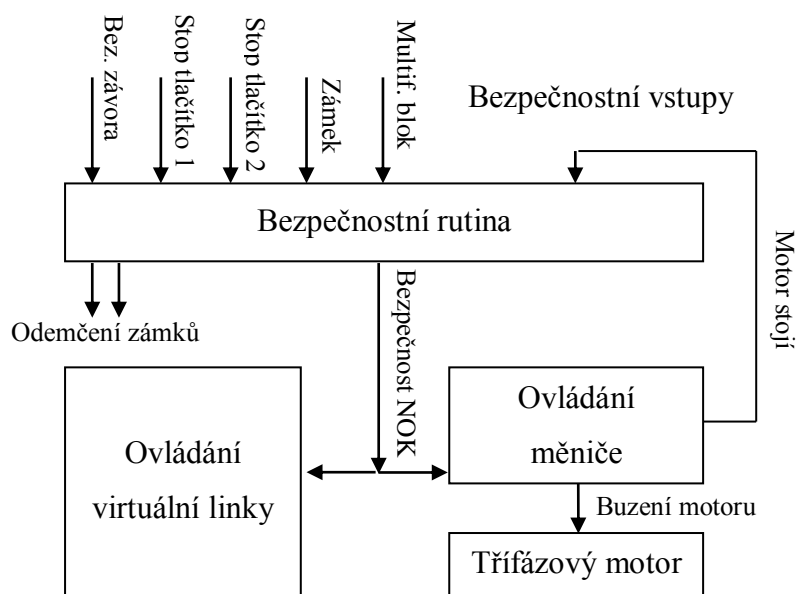 Bez. závora
Stop tlačítko 1
Stop tlačítko 2
Zámek
Multif. blok
Bezpečnostní vstupy
Bezpečnostní rutina
Motor stojí
Odemčení zámků
Bezpečnost NOK
Ovládání
virtuální linky
Ovládání
měniče
Buzení motoru
Třífázový motor